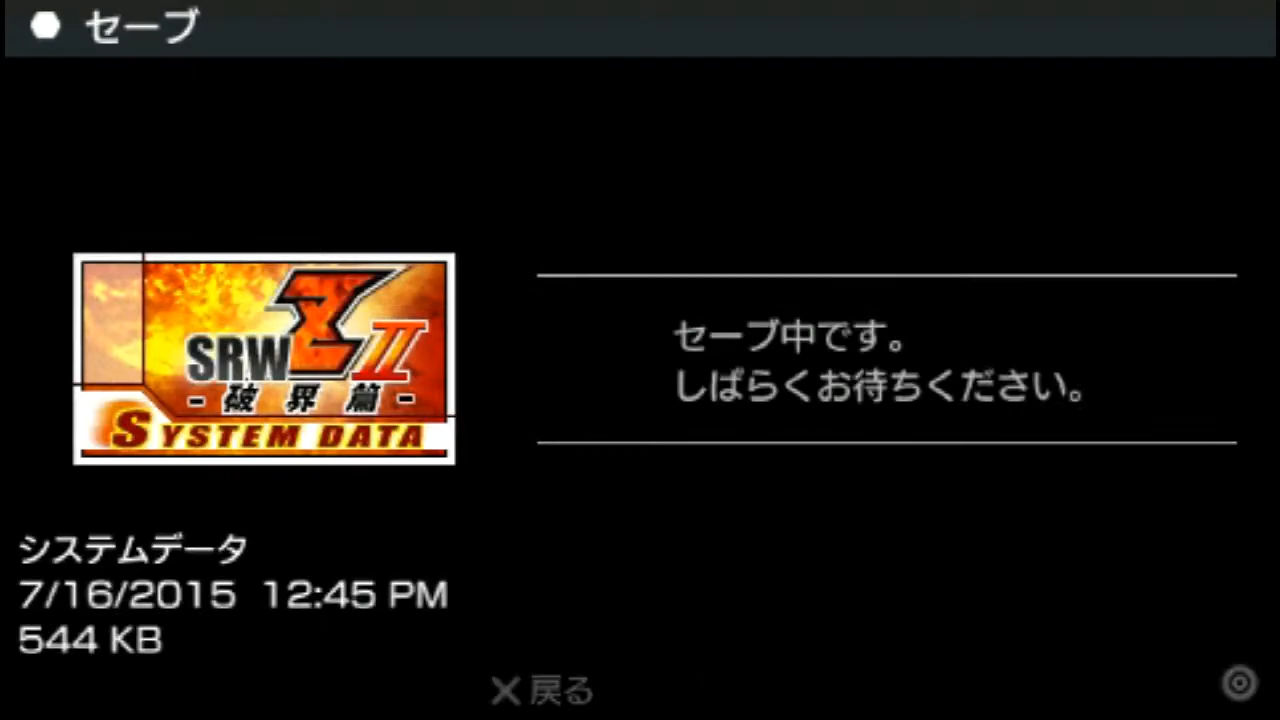 セーブ
SRW Z II
- 破界篇 -
SYSTEM DATA
セーブ中です。
しばらくお待ちください。
システムデータ
7/16/2015 12:45 PM
544 KB
✕戻る